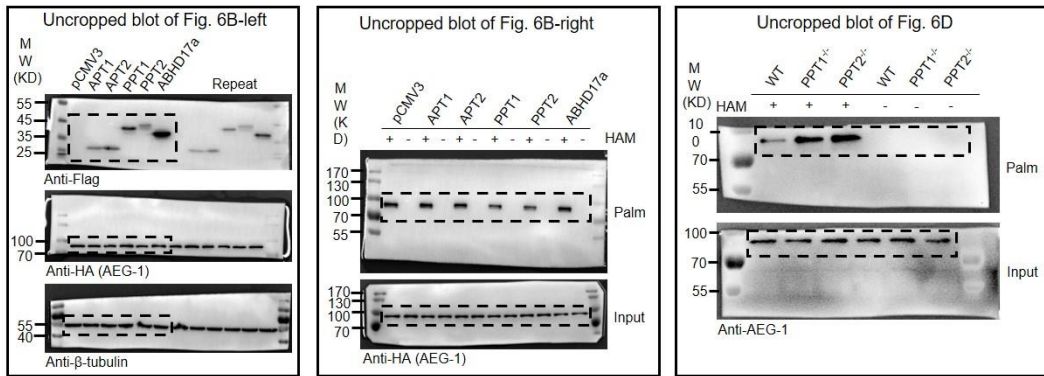 Uncropped blot of Fig. 6B-left
M
W
(KD)
pCMV3
APT1
APT2
PPT1
PPT2
ABHD17a
Repeat
55
45
35
25
Anti-Flag
100
70
Anti-HA (AEG-1)
55
40
Anti-β-tubulin
Uncropped blot of Fig. 6B-right
M
W
(K
D)
pCMV3
APT1
APT2
PPT1
PPT2
ABHD17a
+ - + - + - + - + - + - HAM
170
130
100
70
55
Palm
170
130
100
70
Input
Anti-HA (AEG-1)
Uncropped blot of Fig. 6D
M
W
(KD)
WT
PPT1-/-
PPT2-/-
WT
PPT1-/-
PPT2-/-
HAM + + + - - -
10
0
70
55
Palm
100
70
55
Input
Anti-AEG-1